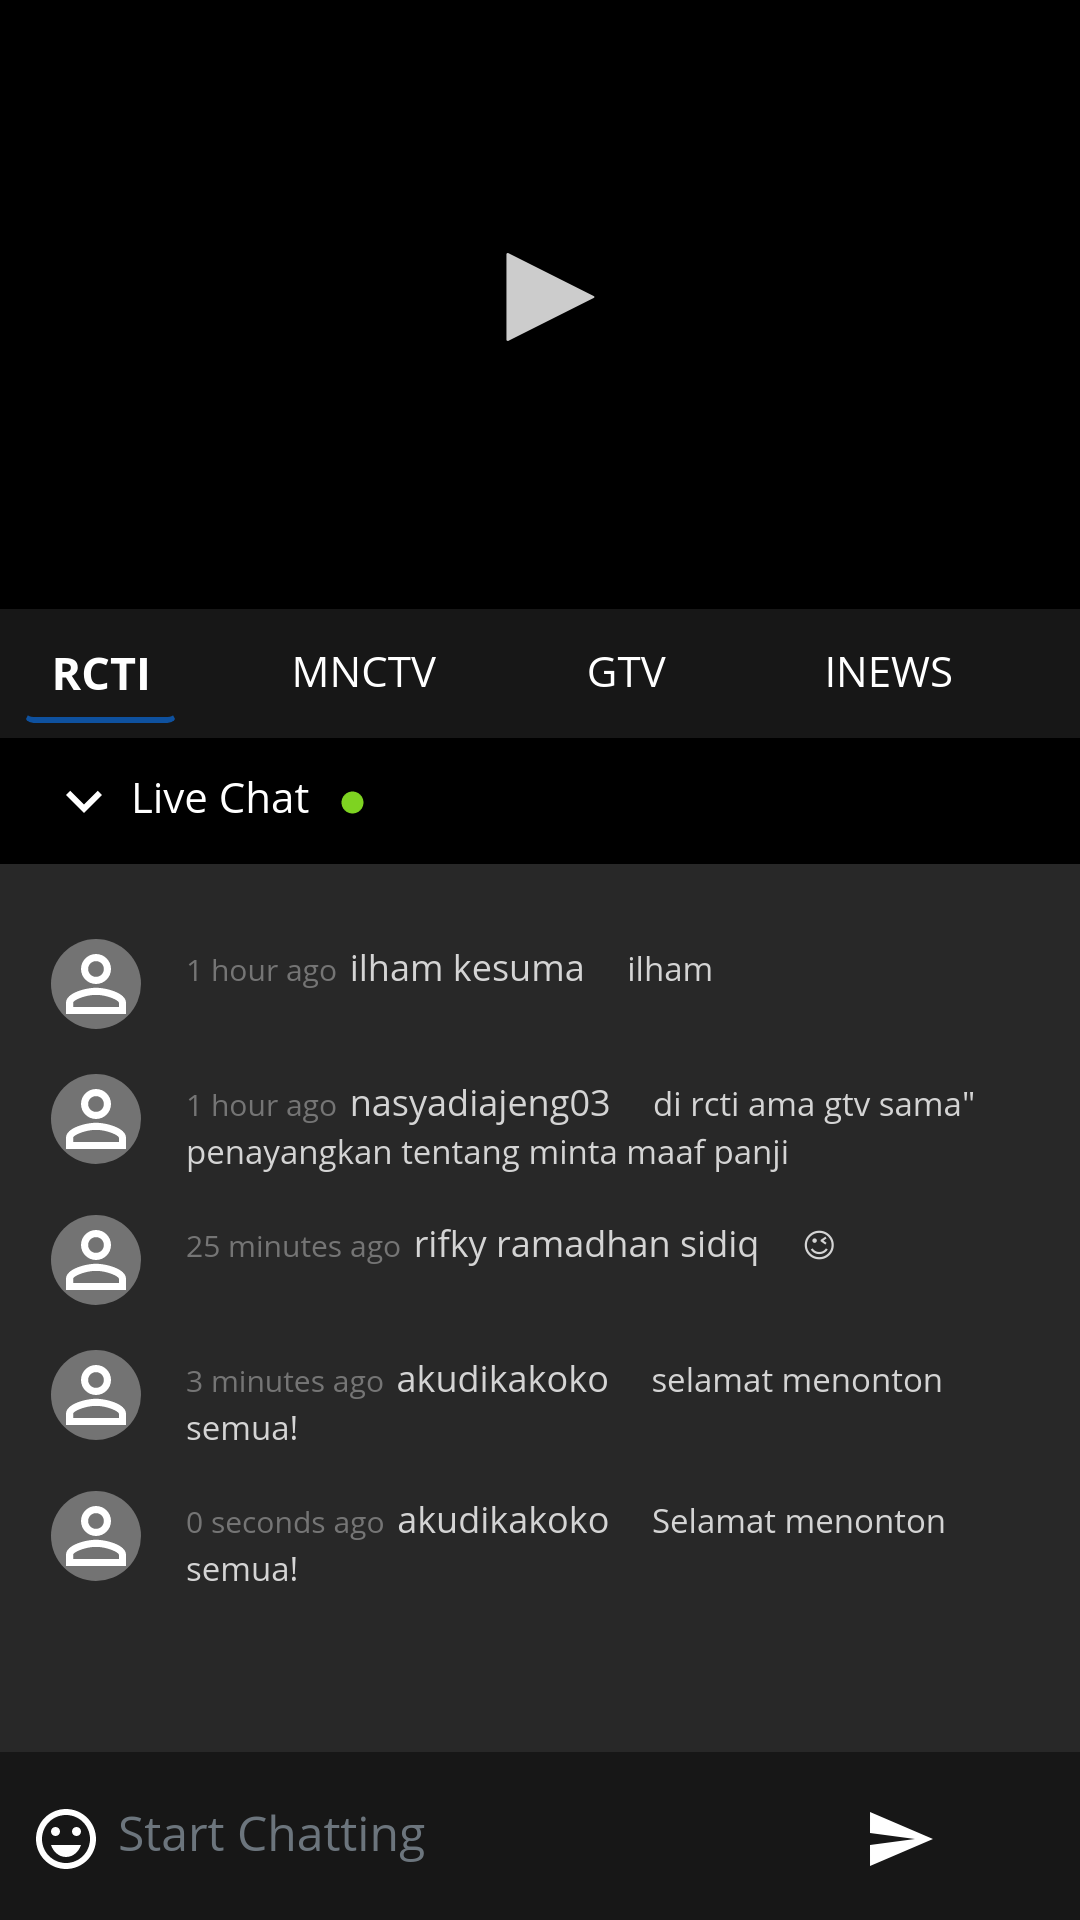 RCTI MNCTV GTV INEWS
Live Chat
1 hour ago ilham kesuma ilham
1 hour ago nasyadiajeng03 di rcti ama gtv sama"
penayangkan tentang minta maaf panji
25 minutes ago rifky ramadhan sidiq 😉
3 minutes ago akudikakoko selamat menonton
semua!
0 seconds ago akudikakoko Selamat menonton
semua!
Start Chatting